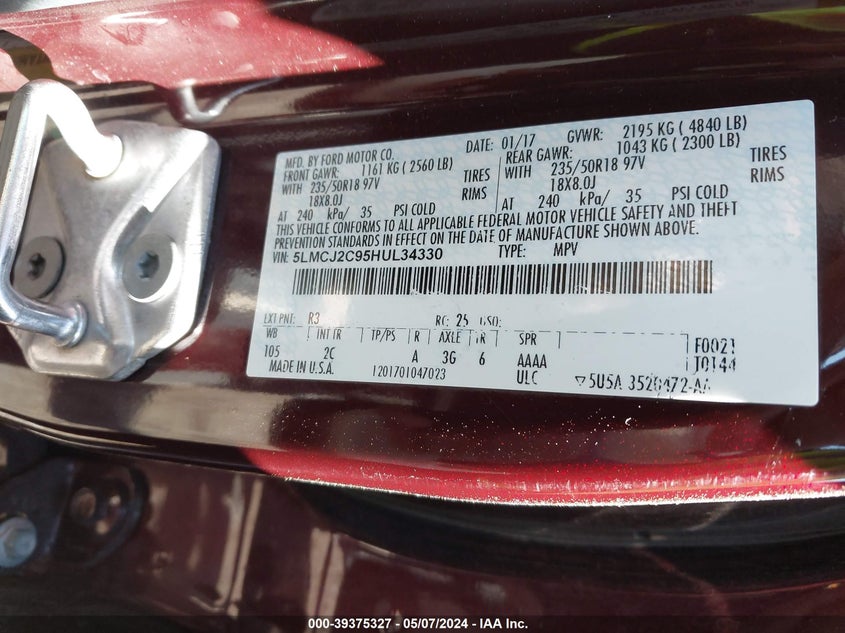 MFD. BY FORD MOTOR CO. DATE: 01/17 GVWR: 2195 KG ( 4840 LB)
FRONT GAWR: 1161 KG ( 2560 LB) REAR GAWR: 1043 KG ( 2300 LB)
WITH 235/50R18 97V TIRES WITH 235/50R18 97V TIRES
18X8.0J RIMS 18X8.0J RIMS
AT 240 kPa/ 35 PSI COLD AT 240 kPa/ 35 PSI COLD
THIS VEHICLE CONFORMS TO ALL APPLICABLE FEDERAL MOTOR VEHICLE SAFETY AND THEFT
PREVENTION STANDARDS IN EFFECT ON THE DATE OF MANUFACTURE SHOWN ABOVE.
VIN: 5LMCJ2C95HUL34330 TYPE: MPV
EXT PNT: R3 RC: 25 DSO:
WB INT TR TP/PS R AXLE TR SPR F0021
105 2C A 3G 6 AAAA T0144
MADE IN U.S.A. 1201701047023 ULC 5U5A 3520472-AA
000-39375327 - 05/07/2024 - IAA Inc.